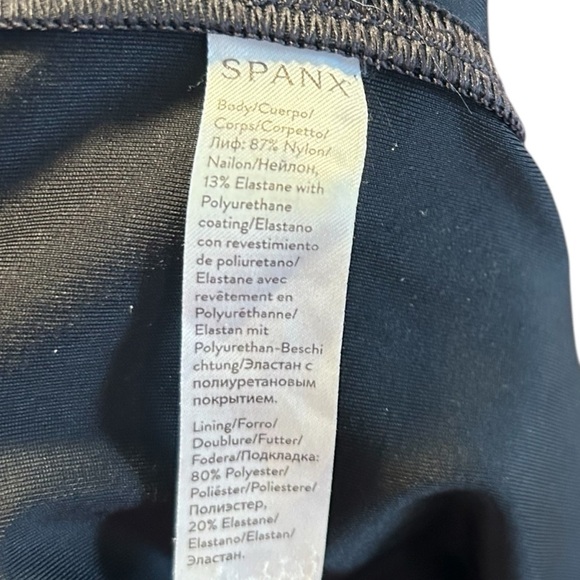 SPANX
Body/Cuerpo/
Corps/Corpetto/
Лиф: 87% Nylon/
Nailon/Нейлон,
13% Elastane with
Polyurethane
coating/Elastano
con revestimiento
de poliuretano/
Elastane avec
revêtement en
Polyuréthanne/
Elastan mit
Polyurethan-Beschi
chtung/Эластан с
полиуретановым
покрытием.
Lining/Forro/
Doublure/Futter/
Fodera/Подкладка:
80% Polyester/
Poliéster/Poliestere/
Полиэстер,
20% Elastane/
Elastano/Elastan/
Эластан.